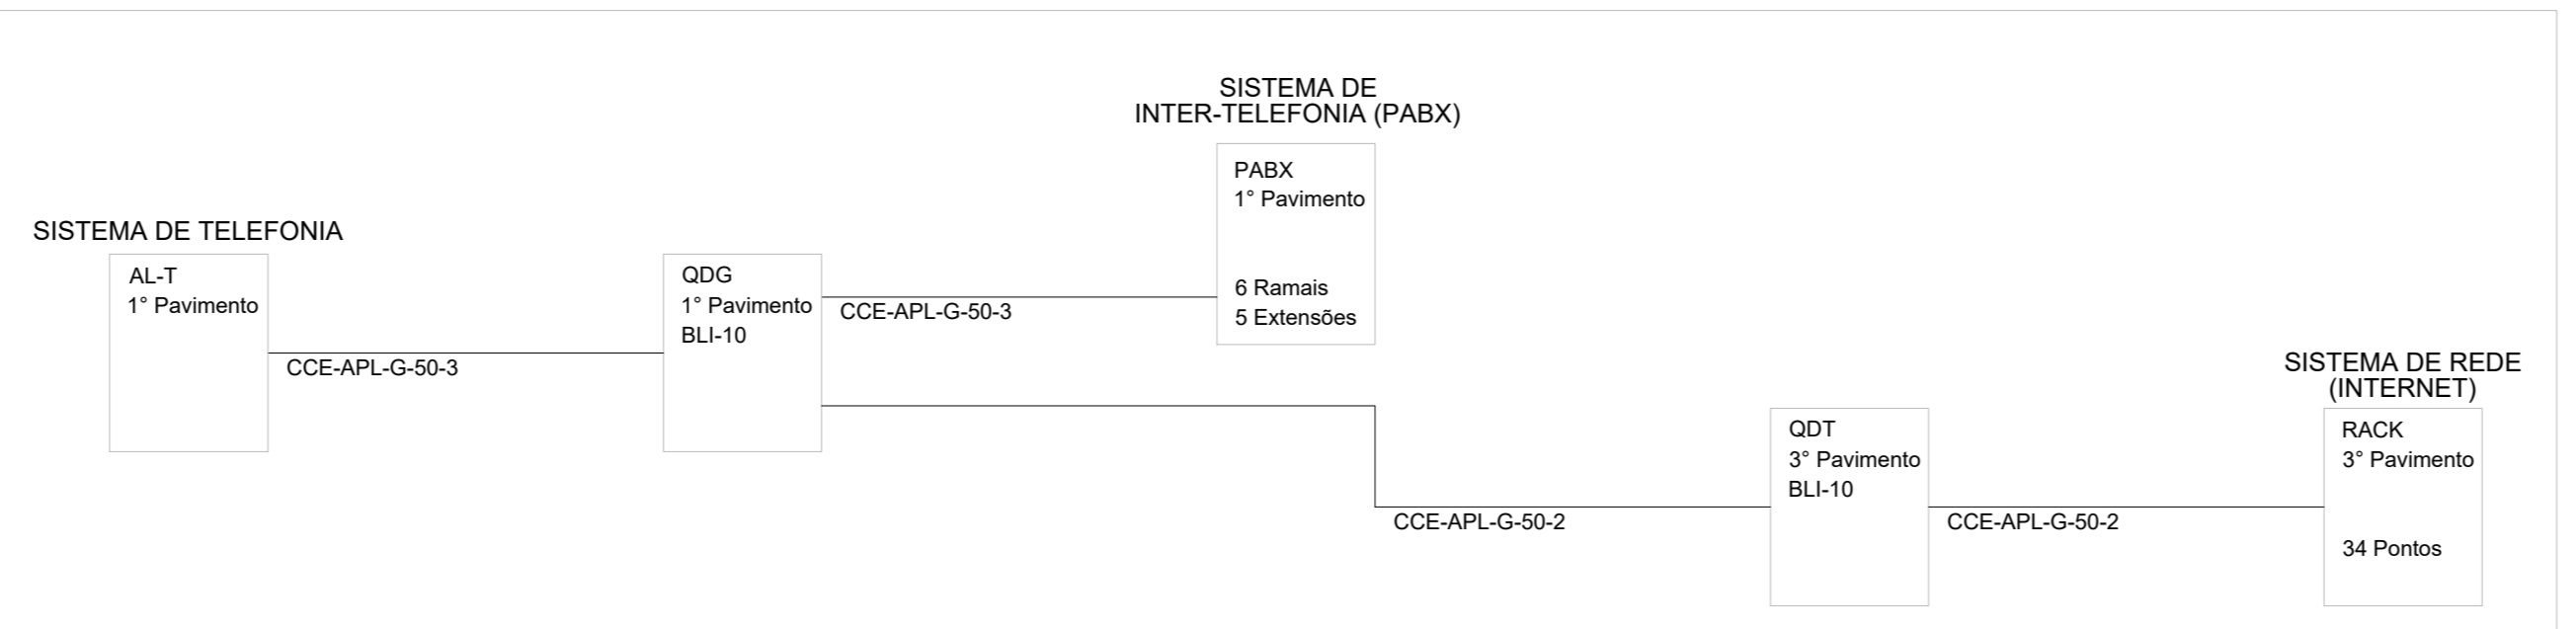 SISTEMA DE TELEFONIA
AL-T
1° Pavimento
CCE-APL-G-50-3
QDG
1° Pavimento
BLI-10
CCE-APL-G-50-3
SISTEMA DE
INTER-TELEFONIA (PABX)
PABX
1° Pavimento
6 Ramais
5 Extensões
CCE-APL-G-50-2
QDT
3° Pavimento
BLI-10
CCE-APL-G-50-2
SISTEMA DE REDE
(INTERNET)
RACK
3° Pavimento
34 Pontos